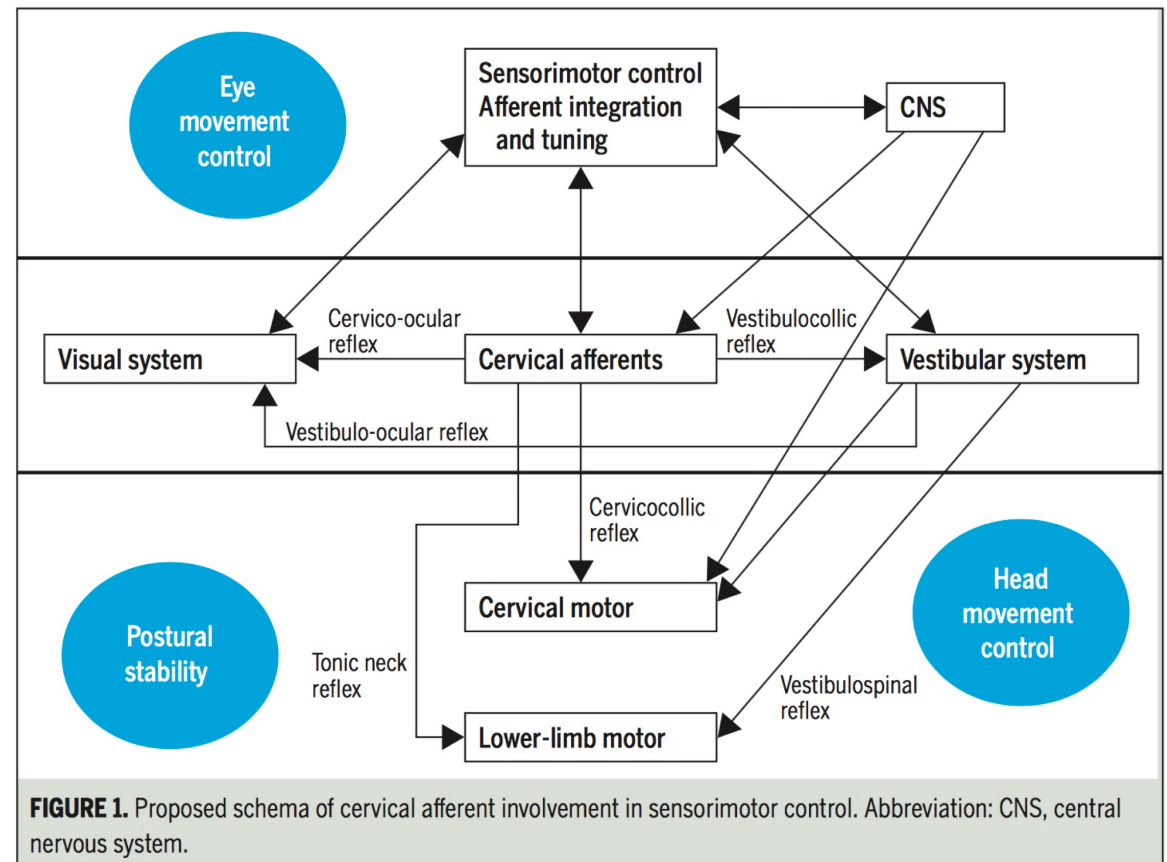 Eye
movement
control
Sensorimotor control
Afferent integration
and tuning
CNS
Cervico-ocular
reflex
Vestibulocollic
reflex
Visual system
Cervical afferents
Vestibular system
Vestibulo-ocular reflex
Cervicocollic
reflex
Cervical motor
Head
movement
control
Postural
stability
Tonic neck
reflex
Vestibulospinal
reflex
Lower-limb motor
FIGURE 1. Proposed schema of cervical afferent involvement in sensorimotor control. Abbreviation: CNS, central
nervous system.